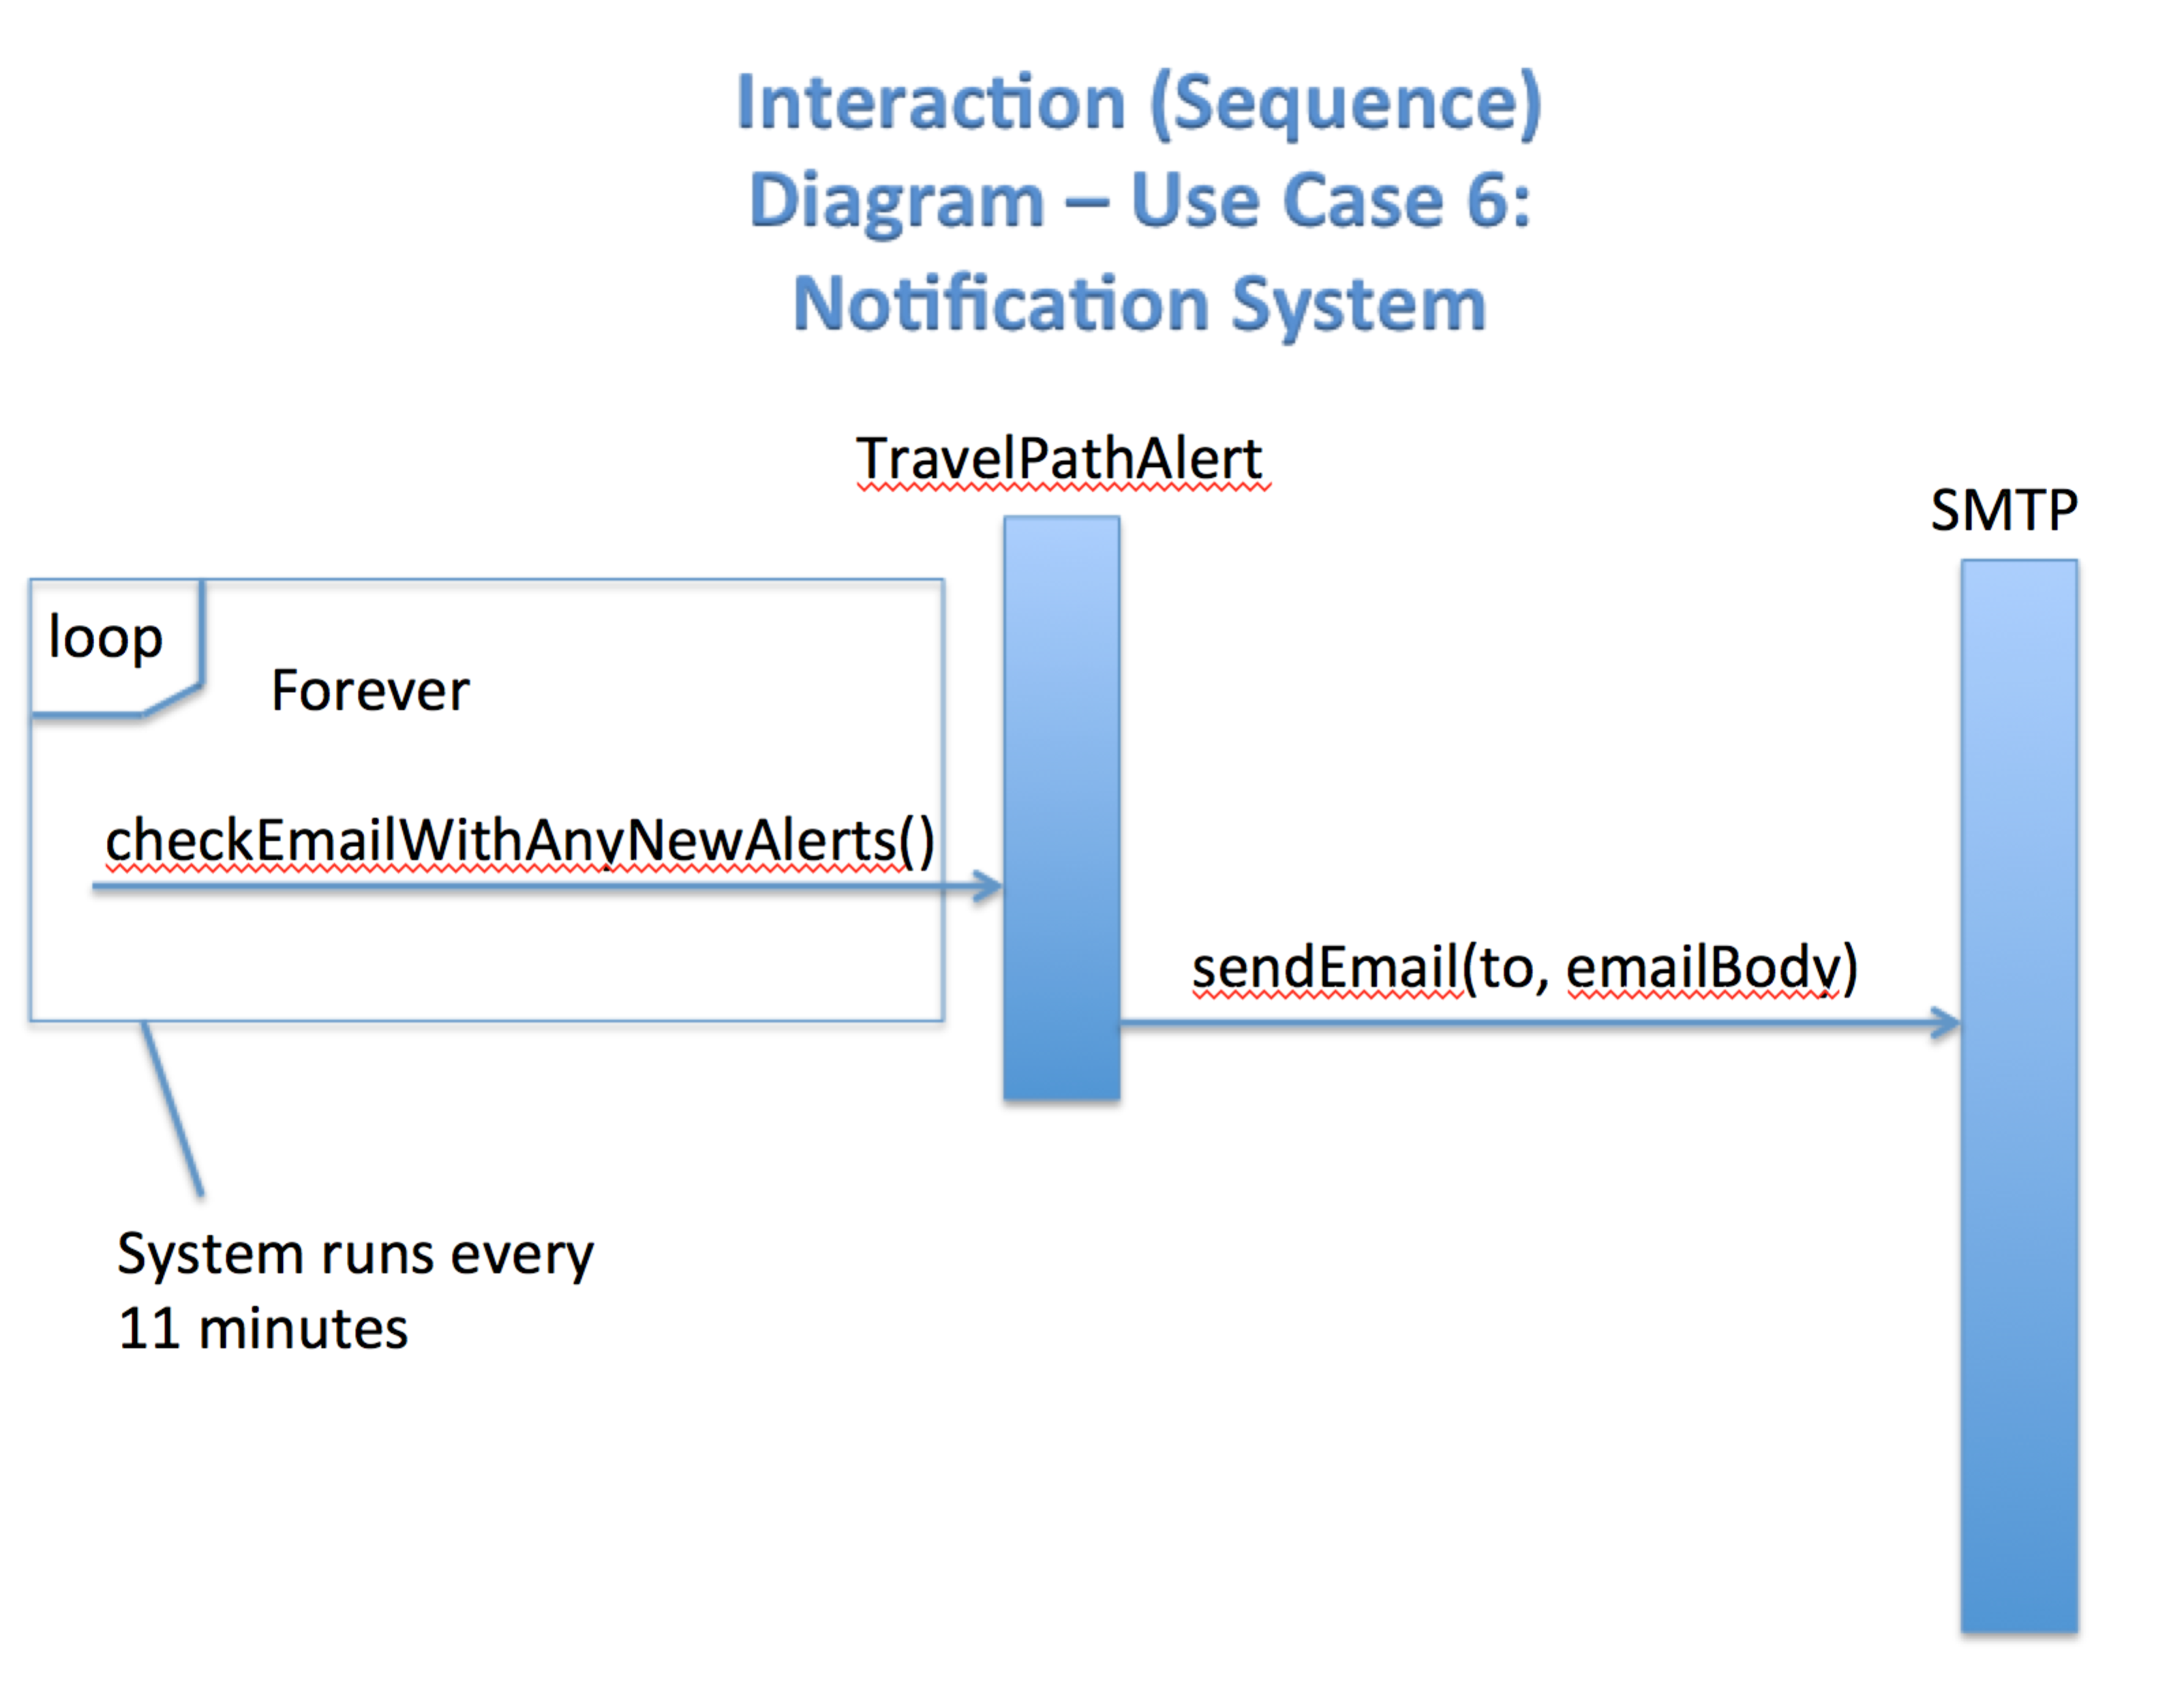 Interaction (Sequence)
Diagram – Use Case 6:
Notification System
TravelPathAlert
SMTP
loop
Forever
checkEmailWithAnyNewAlerts()
sendEmail(to, emailBody)
System runs every
11 minutes